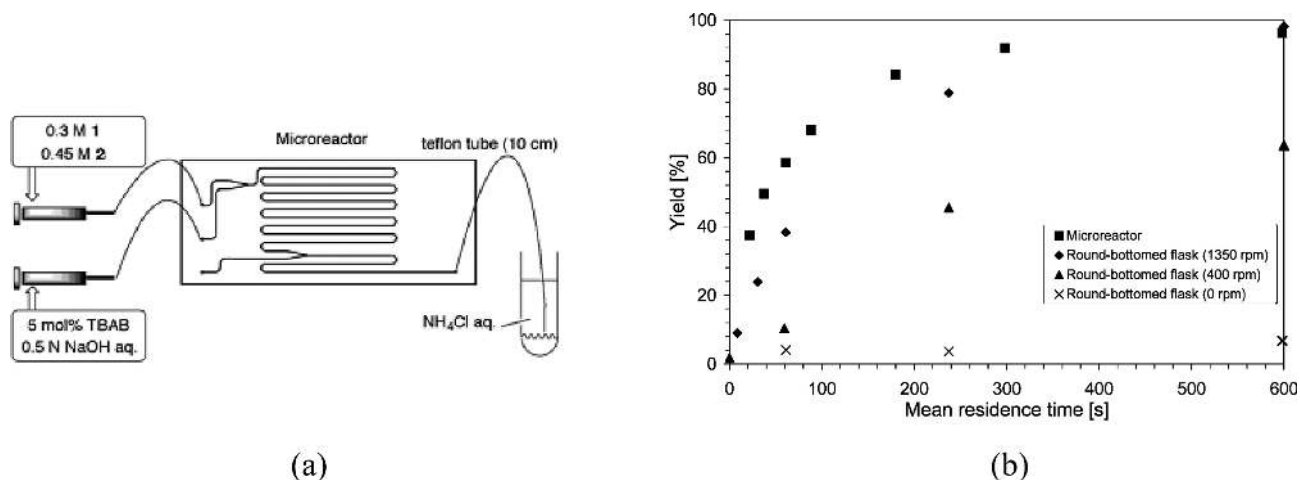 0.3 M 1
0.45 M 2
Microreactor
teflon tube (10 cm)
5 mol% TBAB
0.5 N NaOH aq.
NH4Cl aq.
(a)
100
80
60
40
20
0
Yield [%]
Microreactor
Round-bottomed flask (1350 rpm)
Round-bottomed flask (400 rpm)
Round-bottomed flask (0 rpm)
0 100 200 300 400 500 600
Mean residence time [s]
(b)